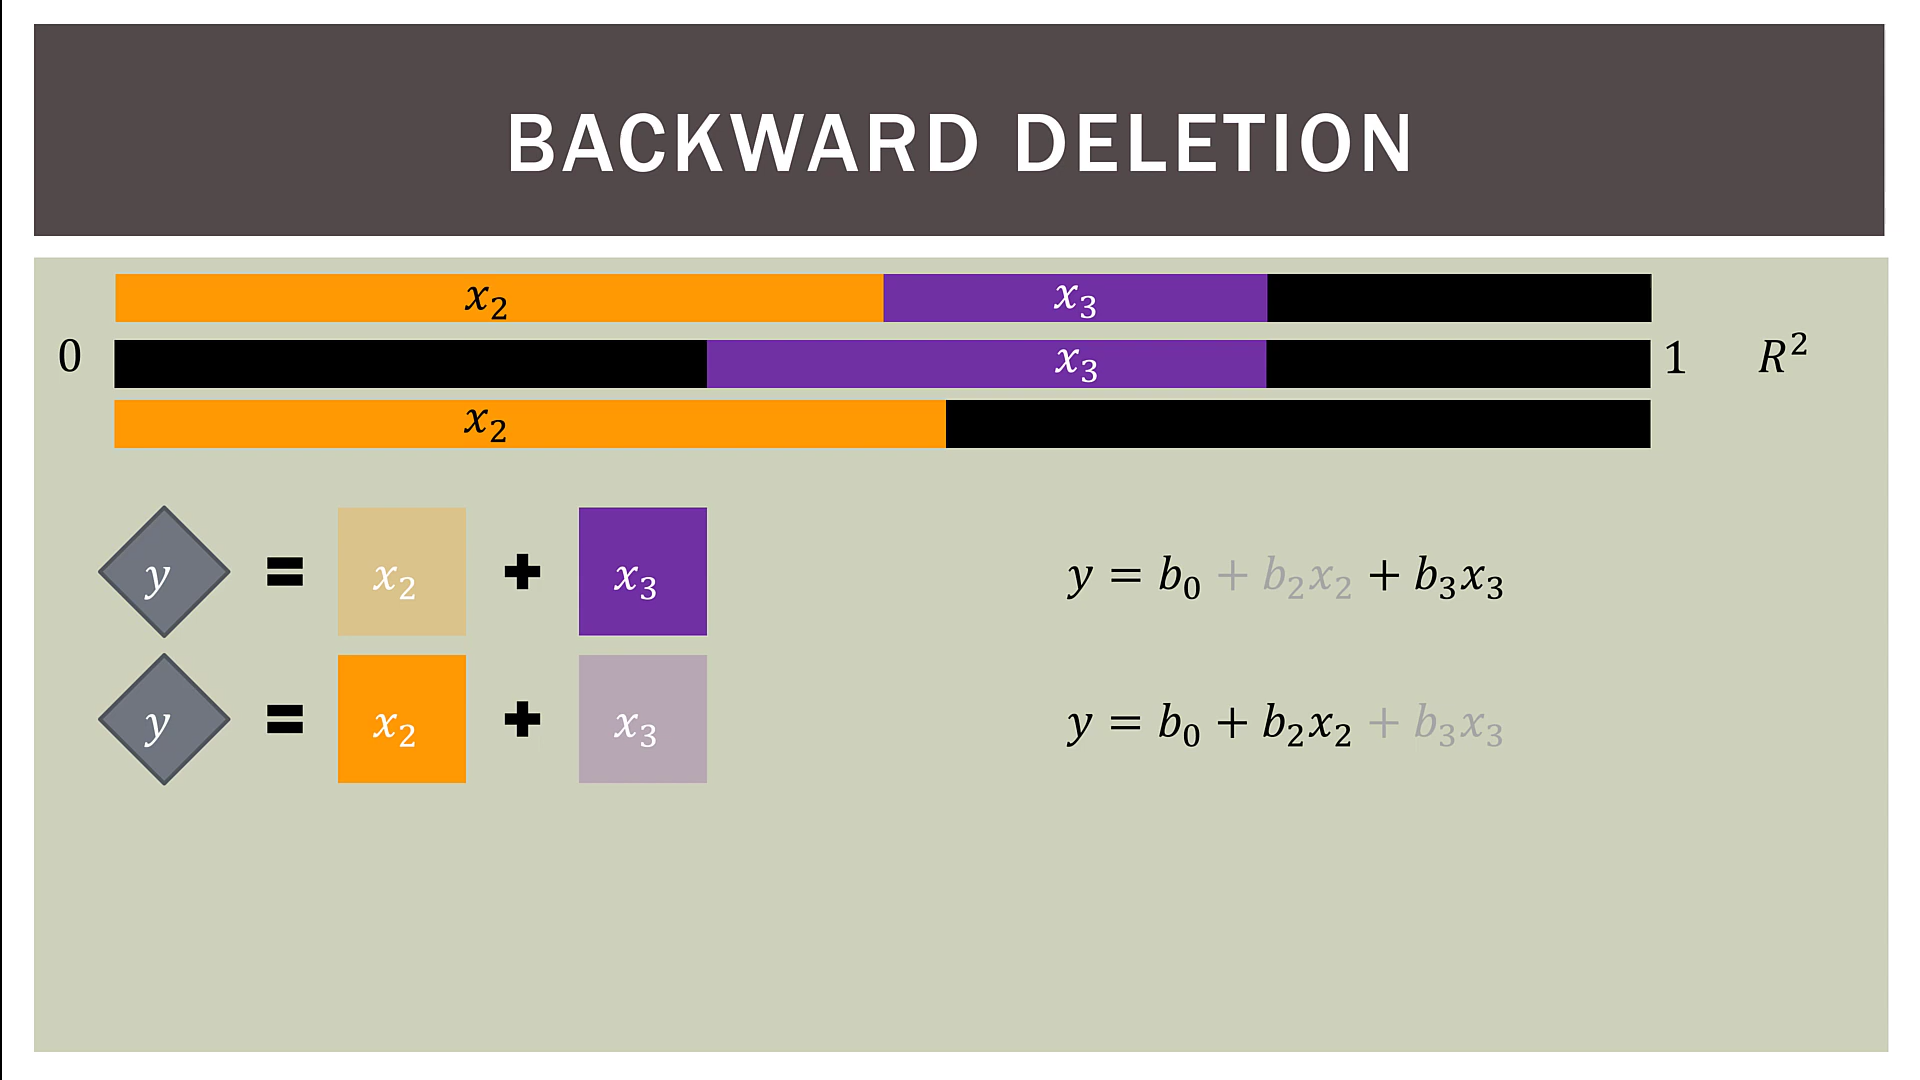 BACKWARD DELETION
x₂ x₃
0 x₃ 1 R²
x₂
y = x₂ + x₃ y = b₀ + b₂x₂ + b₃x₃
y = x₂ + x₃ y = b₀ + b₂x₂ + b₃x₃